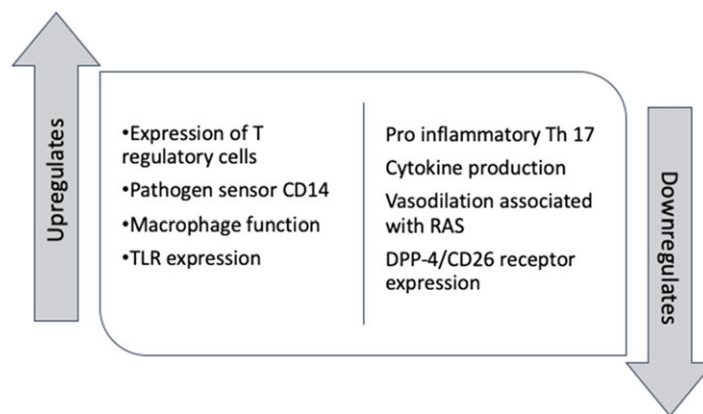 Upregulates
•Expression of T
regulatory cells
•Pathogen sensor CD14
•Macrophage function
•TLR expression
Pro inflammatory Th 17
Cytokine production
Vasodilation associated
with RAS
DPP-4/CD26 receptor
expression
Downregulates